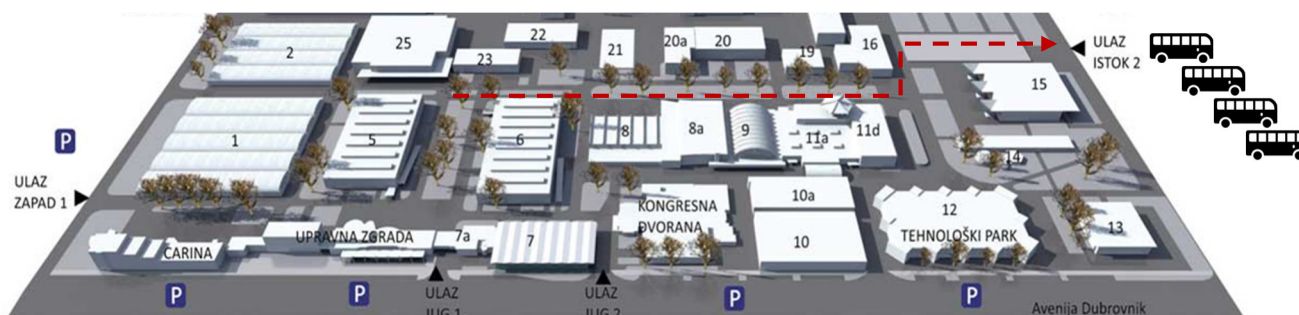 22
16
25
20a
20
2
21
19
23
ULAZ
ISTOK 2
15
5
6
8
8a
9
11a
11d
1
P
14
ULAZ
ZAPAD 1
10a
KONGRESNA
DVORANA
12
13
UPRAVNA ZGRADA
7a
7
10
TEHNOLOŠKI PARK
CARINA
P
P
ULAZ
JUG 1
ULAZ
JUG 2
P
P
Avenija Dubrovnik